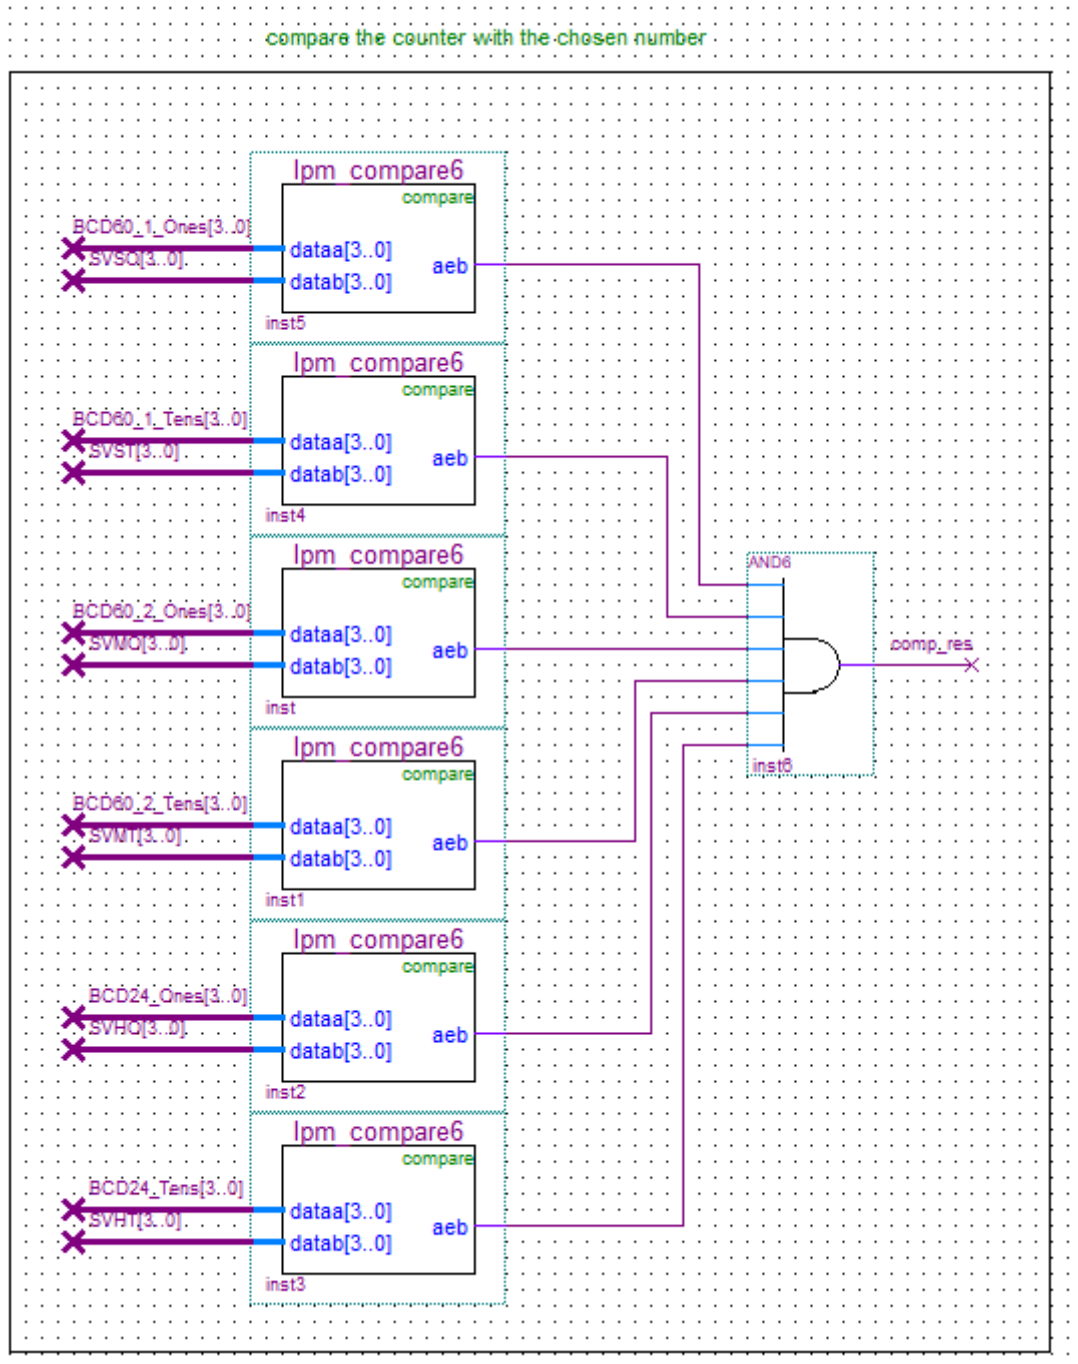 compare the counter with the chosen number
lpm_compare6
compare
BCD60_1_Ones[3..0]
dataa[3..0]
SVSO[3..0]
datab[3..0]
aeb
inst5
lpm_compare6
compare
BCD60_1_Tens[3..0]
dataa[3..0]
SVST[3..0]
datab[3..0]
aeb
inst4
lpm_compare6
compare
BCD60_2_Ones[3..0]
dataa[3..0]
SVMO[3..0]
datab[3..0]
aeb
inst
AND6
comp_res
inst6
lpm_compare6
compare
BCD60_2_Tens[3..0]
dataa[3..0]
SVMT[3..0]
datab[3..0]
aeb
inst1
lpm_compare6
compare
BCD24_Ones[3..0]
dataa[3..0]
SVHO[3..0]
datab[3..0]
aeb
inst2
lpm_compare6
compare
BCD24_Tens[3..0]
dataa[3..0]
SVHT[3..0]
datab[3..0]
aeb
inst3